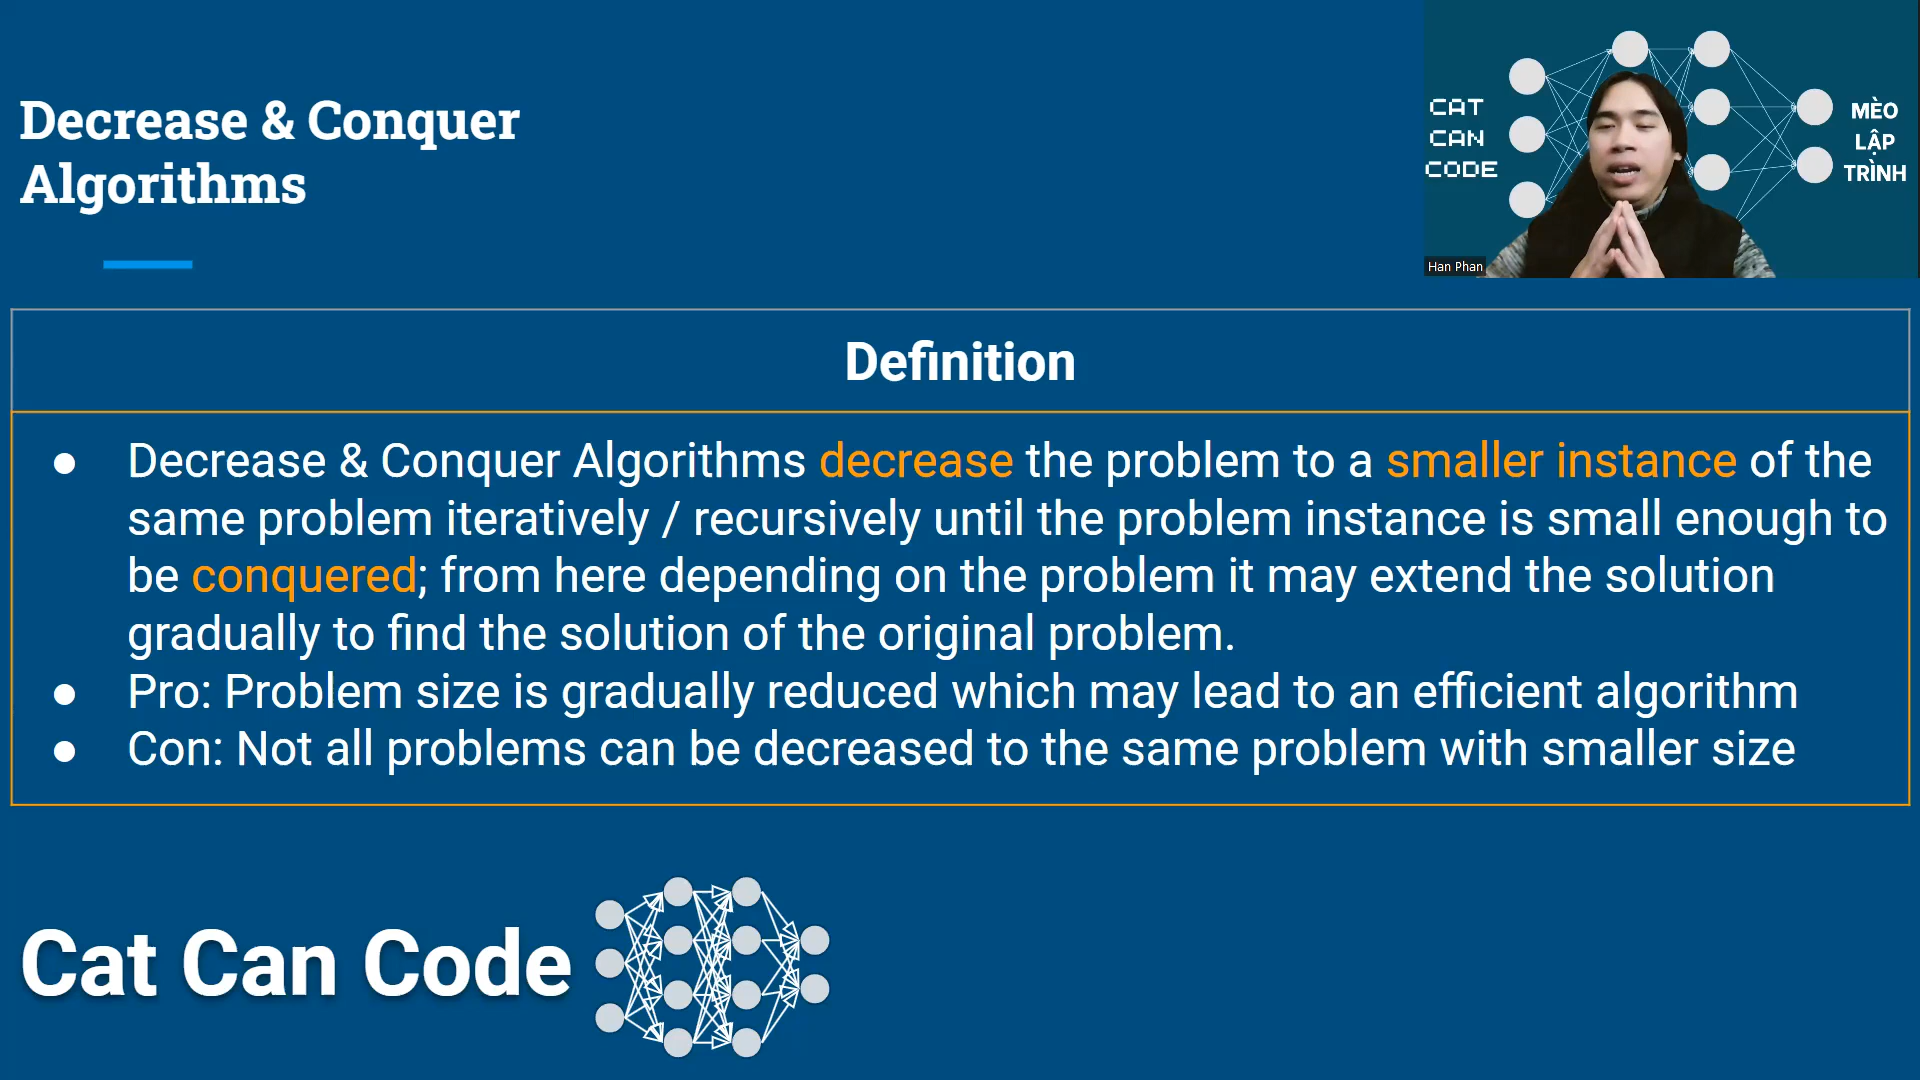 Decrease & Conquer
Algorithms
CAT
CAN
CODE
MÈO
LẬP
TRÌNH
Han Phan
Definition
● Decrease & Conquer Algorithms decrease the problem to a smaller instance of the
same problem iteratively / recursively until the problem instance is small enough to
be conquered; from here depending on the problem it may extend the solution
gradually to find the solution of the original problem.
● Pro: Problem size is gradually reduced which may lead to an efficient algorithm
● Con: Not all problems can be decreased to the same problem with smaller size
Cat Can Code